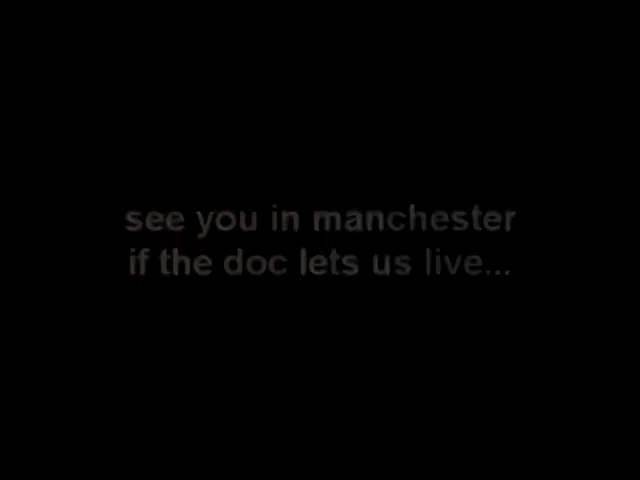 see you in manchester
if the doc lets us live...